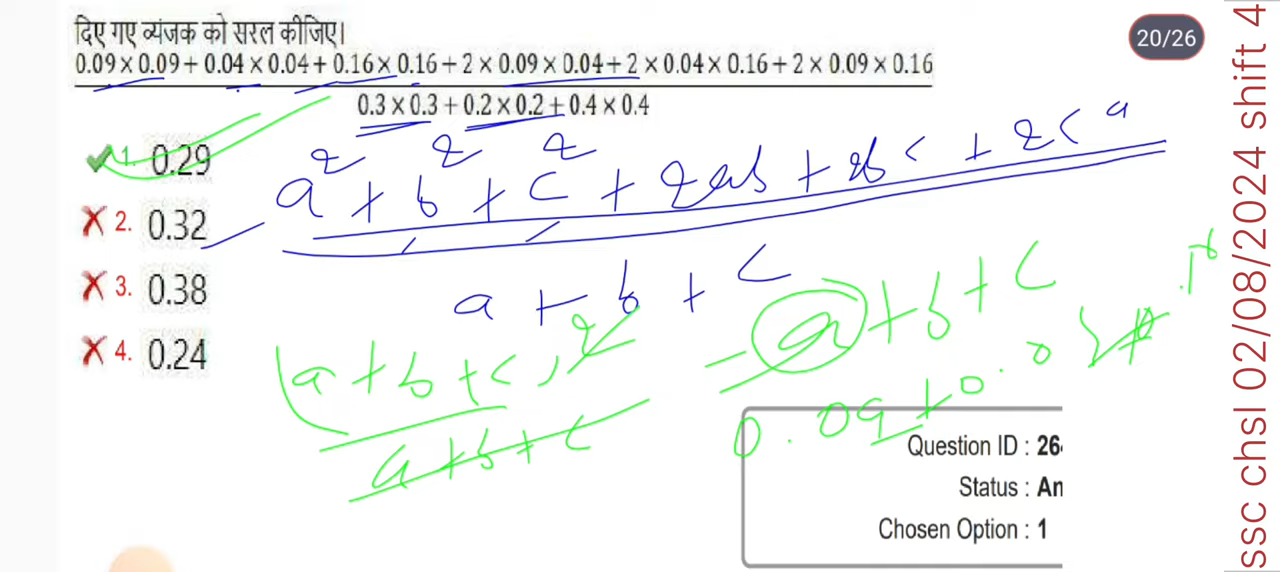 दिए गए व्यंजक को सरल कीजिए।
0.09 × 0.09 + 0.04 × 0.04 + 0.16 × 0.16 + 2 × 0.09 × 0.04 + 2 × 0.04 × 0.16 + 2 × 0.09 × 0.16
0.3 × 0.3 + 0.2 × 0.2 + 0.4 × 0.4
20/26
1. 0.29
2. 0.32
3. 0.38
4. 0.24
a² + b² + c² + 2ab + 2bc + 2ca
a + b + c
(a + b + c)²
a + b + c
= a + b + c
0.09 + 0.0
Question ID : 26
Status : An
Chosen Option : 1
ssc chsl 02/08/2024 shift 4